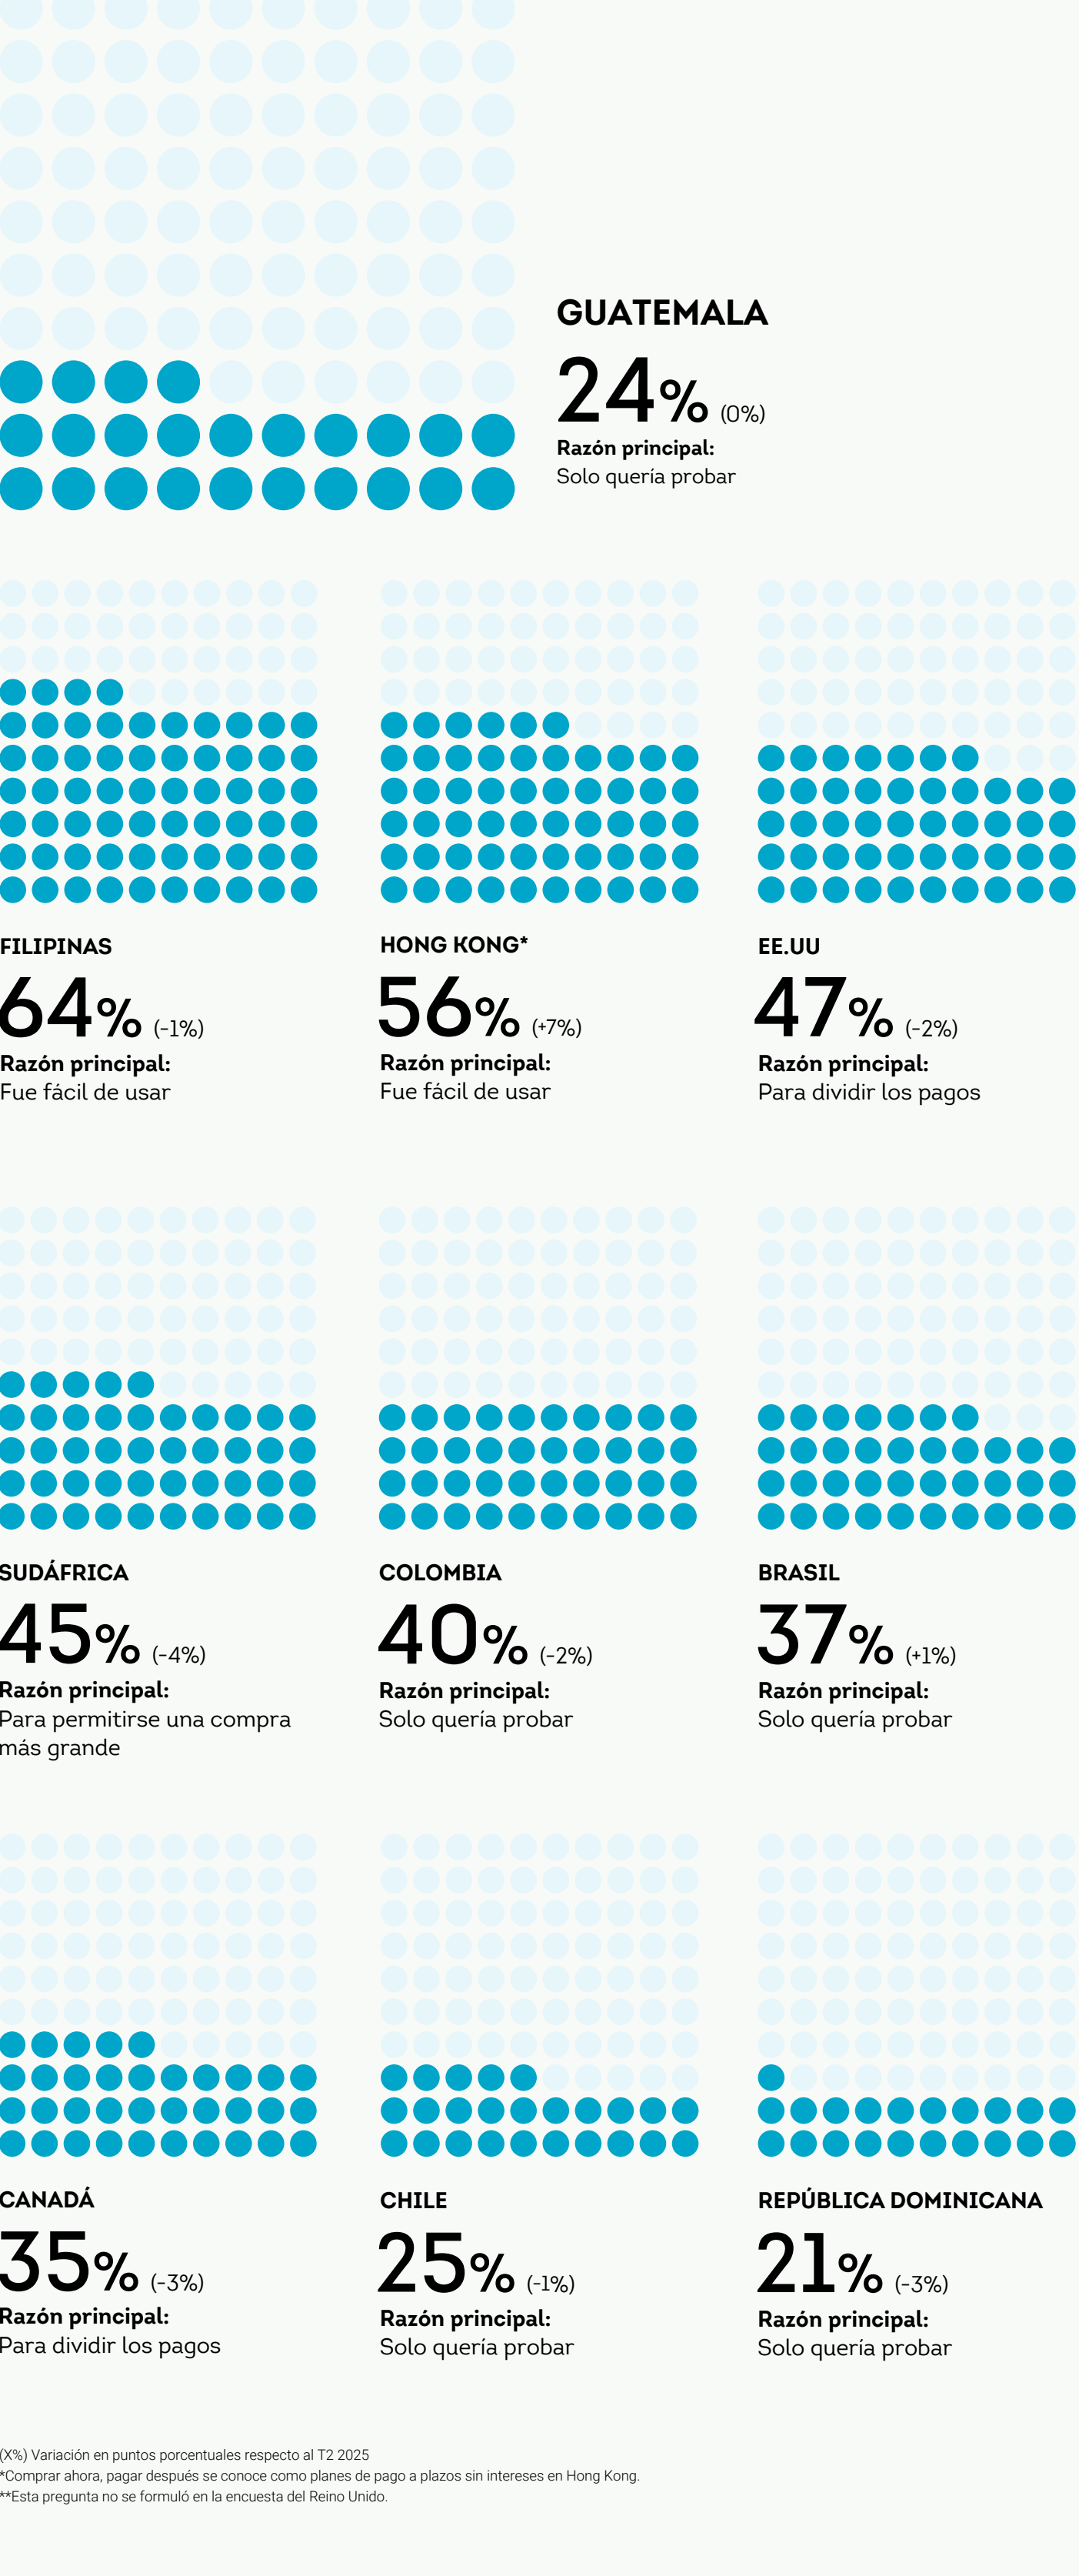 GUATEMALA
24% (0%)
Razón principal:
Solo quería probar
FILIPINAS
64% (-1%)
Razón principal:
Fue fácil de usar
HONG KONG*
56% (+7%)
Razón principal:
Fue fácil de usar
EE.UU
47% (-2%)
Razón principal:
Para dividir los pagos
SUDÁFRICA
45% (-4%)
Razón principal:
Para permitirse una compra
más grande
COLOMBIA
40% (-2%)
Razón principal:
Solo quería probar
BRASIL
37% (+1%)
Razón principal:
Solo quería probar
CANADÁ
35% (-3%)
Razón principal:
Para dividir los pagos
CHILE
25% (-1%)
Razón principal:
Solo quería probar
REPÚBLICA DOMINICANA
21% (-3%)
Razón principal:
Solo quería probar
(X%) Variación en puntos porcentuales respecto al T2 2025
*Comprar ahora, pagar después se conoce como planes de pago a plazos sin intereses en Hong Kong.
**Esta pregunta no se formuló en la encuesta del Reino Unido.